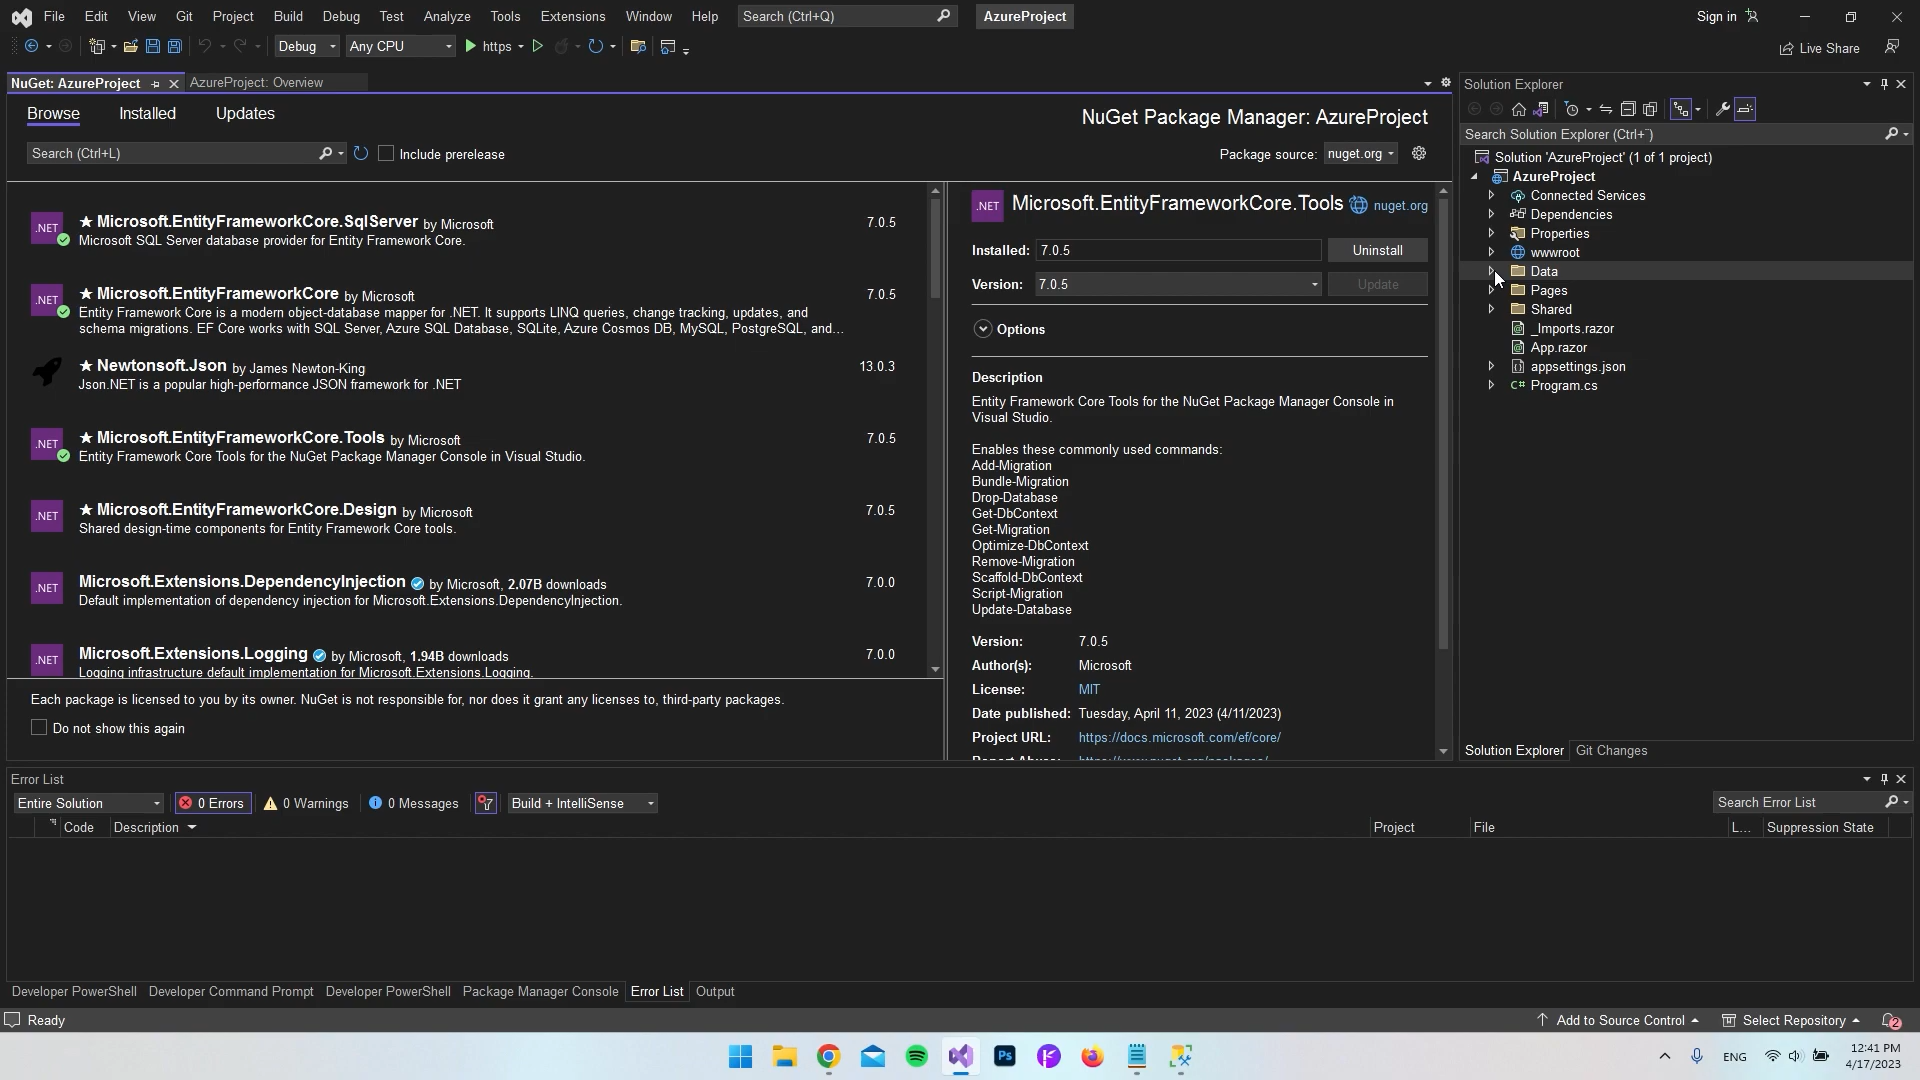 File Edit View Git Project Build Debug Test Analyze Tools Extensions Window Help Search (Ctrl+Q) AzureProject Sign in
Debug Any CPU https Live Share
NuGet: AzureProject AzureProject: Overview
Browse Installed Updates
NuGet Package Manager: AzureProject
Search (Ctrl+L) Include prerelease
Package source: nuget.org
.NET Microsoft.EntityFrameworkCore.SqlServer by Microsoft 7.0.5
Microsoft SQL Server database provider for Entity Framework Core.
.NET Microsoft.EntityFrameworkCore by Microsoft 7.0.5
Entity Framework Core is a modern object-database mapper for .NET. It supports LINQ queries, change tracking, updates, and
schema migrations. EF Core works with SQL Server, Azure SQL Database, SQLite, Azure Cosmos DB, MySQL, PostgreSQL, and...
Newtonsoft.Json by James Newton-King 13.0.3
Json.NET is a popular high-performance JSON framework for .NET
.NET Microsoft.EntityFrameworkCore.Tools by Microsoft 7.0.5
Entity Framework Core Tools for the NuGet Package Manager Console in Visual Studio.
.NET Microsoft.EntityFrameworkCore.Design by Microsoft 7.0.5
Shared design-time components for Entity Framework Core tools.
.NET Microsoft.Extensions.DependencyInjection by Microsoft, 2.07B downloads 7.0.0
Default implementation of dependency injection for Microsoft.Extensions.DependencyInjection.
.NET Microsoft.Extensions.Logging by Microsoft, 1.94B downloads 7.0.0
Logging infrastructure default implementation for Microsoft.Extensions.Logging.
Each package is licensed to you by its owner. NuGet is not responsible for, nor does it grant any licenses to, third-party packages.
Do not show this again
.NET Microsoft.EntityFrameworkCore.Tools nuget.org
Installed: 7.0.5 Uninstall
Version: 7.0.5 Update
Options
Description
Entity Framework Core Tools for the NuGet Package Manager Console in
Visual Studio.
Enables these commonly used commands:
Add-Migration
Bundle-Migration
Drop-Database
Get-DbContext
Get-Migration
Optimize-DbContext
Remove-Migration
Scaffold-DbContext
Script-Migration
Update-Database
Version: 7.0.5
Author(s): Microsoft
License: MIT
Date published: Tuesday, April 11, 2023 (4/11/2023)
Project URL: https://docs.microsoft.com/ef/core/
Report Abuse: https://www.nuget.org/packages/
Solution Explorer
Search Solution Explorer (Ctrl+¨)
Solution 'AzureProject' (1 of 1 project)
AzureProject
Connected Services
Dependencies
Properties
wwwroot
Data
Pages
Shared
_Imports.razor
App.razor
appsettings.json
C# Program.cs
Solution Explorer Git Changes
Error List
Entire Solution 0 Errors 0 Warnings 0 Messages Build + IntelliSense Search Error List
Code Description Project File L... Suppression State
Developer PowerShell Developer Command Prompt Developer PowerShell Package Manager Console Error List Output
Ready Add to Source Control Select Repository 2
Ps ENG 12:41 PM
4/17/2023